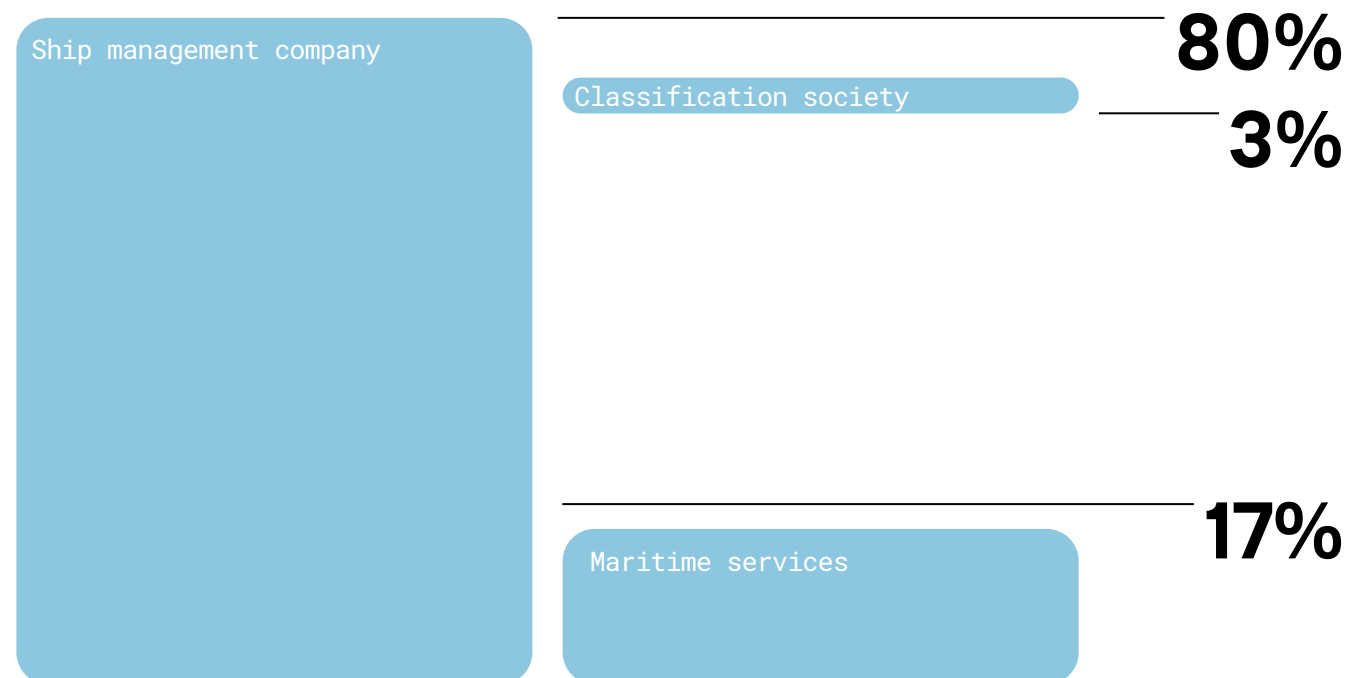 Ship management company
80%
Classification society
3%
17%
Maritime services